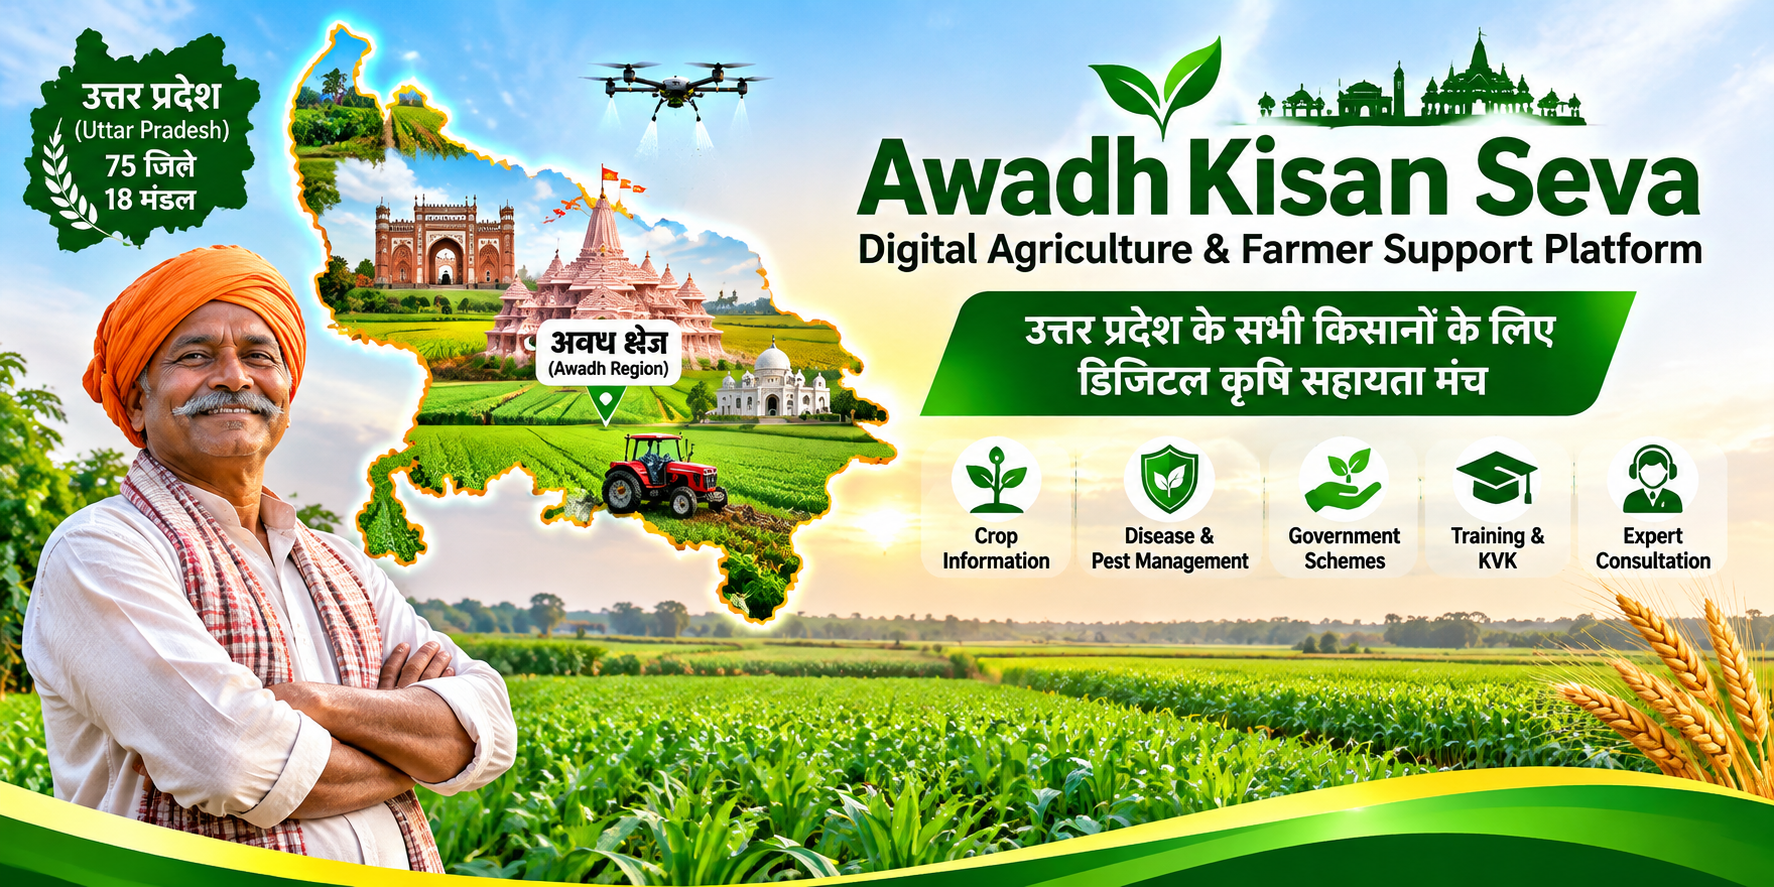 उत्तर प्रदेश
(Uttar Pradesh)
75 जिले
18 मंडल
अवध
(Awadh Region)
Awadh Kisan Seva
Digital Agriculture & Farmer Support Platform
उत्तर प्रदेश के सभी किसानों के लिए
डिजिटल कृषि सहायता मंच
Crop
Information
Disease &
Pest Management
Government
Schemes
Training &
KVK
Expert
Consultation